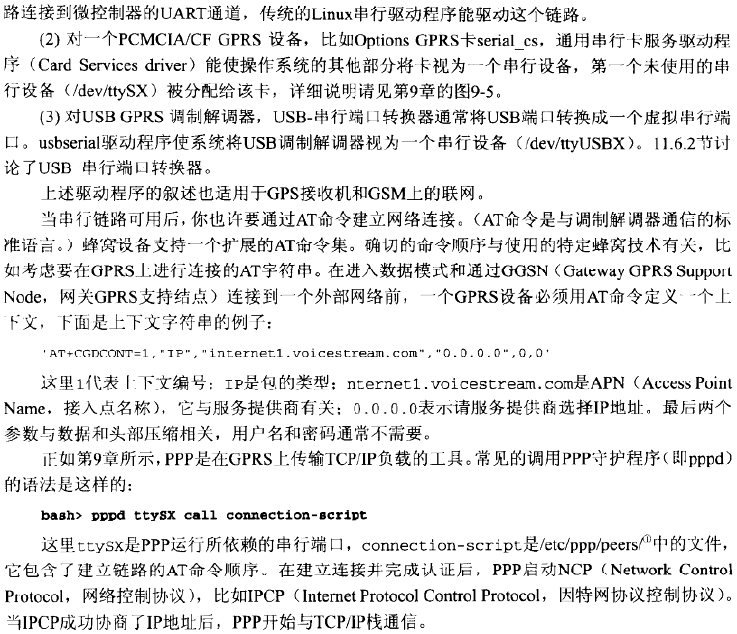 路连接到微控制器的UART通道，传统的Linux串行驱动程序能驱动这个链路。
(2) 对一个PCMCIA/CF GPRS 设备，比如Options GPRS卡serial_cs，通用串行卡服务驱动程
序（Card Services driver）能使操作系统的其他部分将卡视为一个串行设备，第一个未使用的串
行设备（/dev/ttySX）被分配给该卡，详细说明请见第9章的图9-5。
(3) 对USB GPRS 调制解调器，USB-串行端口转换器通常将USB端口转换成一个虚拟串行端
口。usbserial驱动程序使系统将USB调制解调器视为一个串行设备（/dev/ttyUSBX）。11.6.2节讨
论了USB 串行端口转换器。
上述驱动程序的叙述也适用于GPS接收机和GSM上的联网。
当串行链路可用后，你也许要通过AT命令建立网络连接。（AT命令是与调制解调器通信的标
准语言。）蜂窝设备支持一个扩展的AT命令集。确切的命令顺序与使用的特定蜂窝技术有关，比
如考虑要在GPRS上进行连接的AT字符串。在进入数据模式和通过GGSN（Gateway GPRS Support
Node，网关GPRS支持结点）连接到一个外部网络前，一个GPRS设备必须用AT命令定义一个上
下文，下面是上下文字符串的例子：
'AT+CGDCONT=1,"IP","internet1.voicestream.com","0.0.0.0",0,0'
这里1代表上下文编号；IP是包的类型；nternet1.voicestream.com是APN（Access Point
Name，接入点名称），它与服务提供商有关；0.0.0.0表示请服务提供商选择IP地址。最后两个
参数与数据和头部压缩相关，用户名和密码通常不需要。
正如第9章所示，PPP是在GPRS上传输TCP/IP负载的工具。常见的调用PPP守护程序（即pppd）
的语法是这样的：
bash> pppd ttySX call connection-script
这里ttySX是PPP运行所依赖的串行端口，connection-script是/etc/ppp/peers/①中的文件，
它包含了建立链路的AT命令顺序。在建立连接并完成认证后，PPP启动NCP（Network Control
Protocol，网络控制协议），比如IPCP（Internet Protocol Control Protocol，因特网协议控制协议）。
当IPCP成功协商了IP地址后，PPP开始与TCP/IP栈通信。